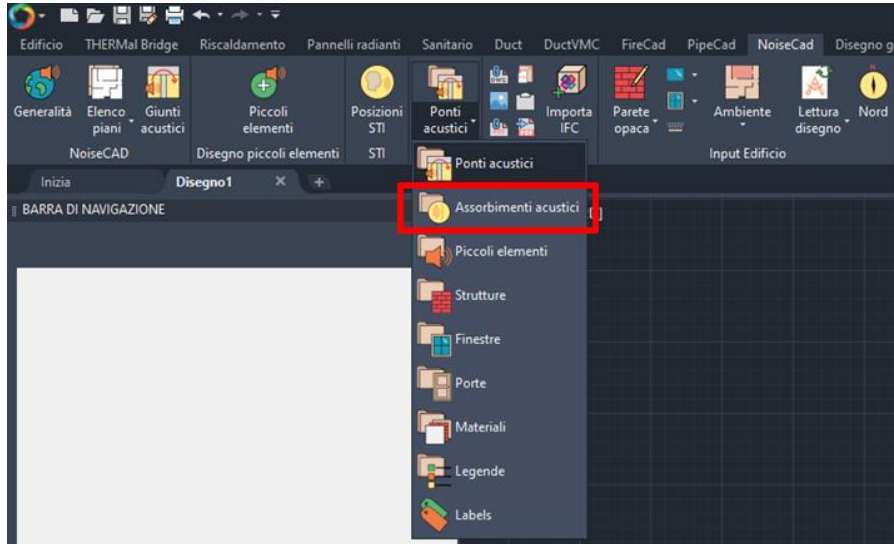 Edificio THERMal Bridge Riscaldamento Pannelli radianti Sanitario Duct DuctVMC FireCad PipeCad NoiseCad Disegno g
Generalità Elenco piani Giunti acustici Piccoli elementi Posizioni STI Ponti acustici Importa IFC Parete opaca Ambiente Lettura disegno Nord
NoiseCAD Disegno piccoli elementi STI Input Edificio
Inizia Disegno1
BARRA DI NAVIGAZIONE
Ponti acustici
Assorbimenti acustici
Piccoli elementi
Strutture
Finestre
Porte
Materiali
Legende
Labels